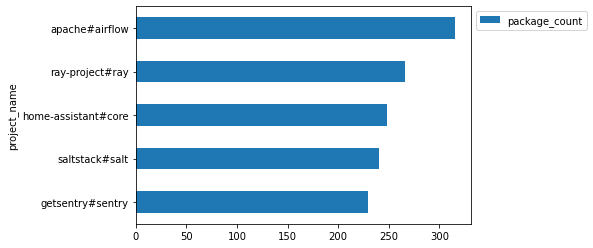 package_count
project_name
apache#airflow
ray-project#ray
home-assistant#core
saltstack#salt
getsentry#sentry
0 50 100 150 200 250 300